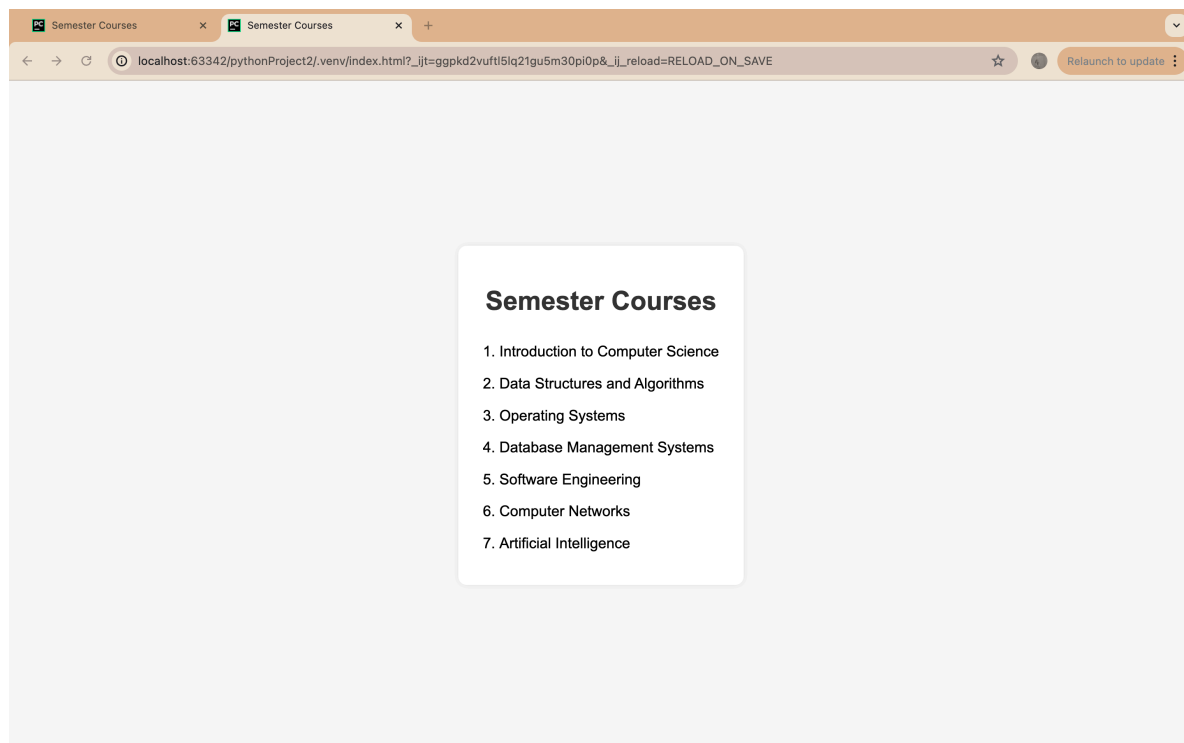 Semester Courses
Semester Courses
localhost:63342/pythonProject2/.venv/index.html?_ijt=ggpkd2vuftl5lq21gu5m30pi0p&_ij_reload=RELOAD_ON_SAVE
Relaunch to update
Semester Courses
1. Introduction to Computer Science
2. Data Structures and Algorithms
3. Operating Systems
4. Database Management Systems
5. Software Engineering
6. Computer Networks
7. Artificial Intelligence